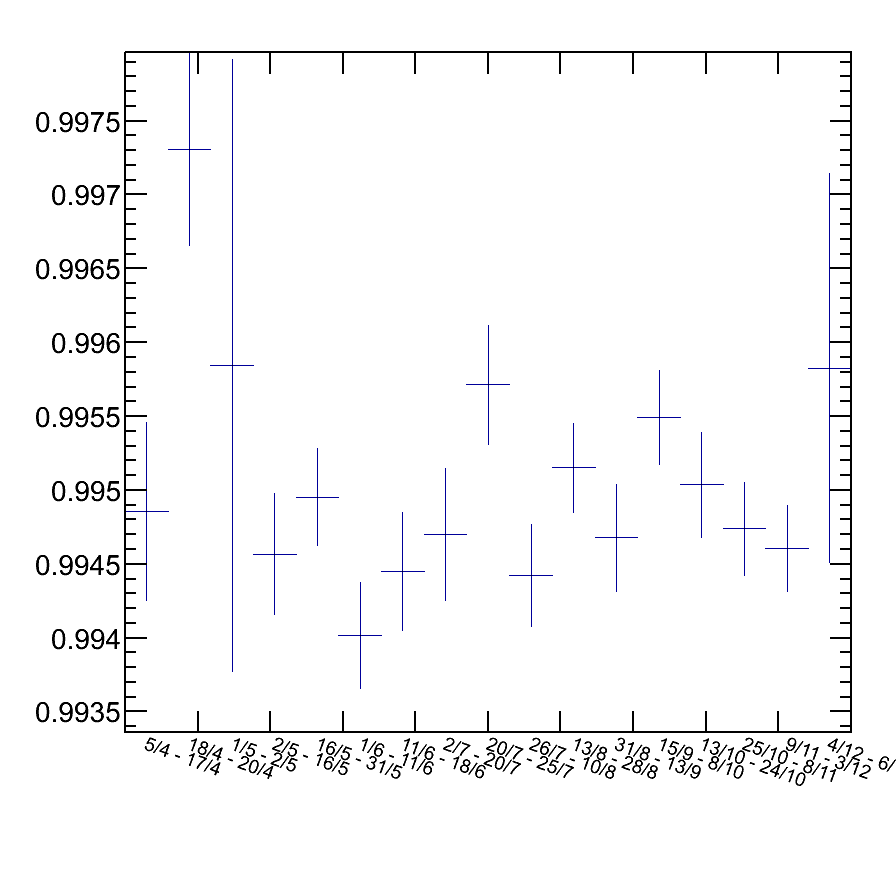 0.9975
0.997
0.9965
0.996
0.9955
0.995
0.9945
0.994
0.9935
5/4 - 17/4
18/4 - 20/4
1/5 - 2/5
2/5 - 16/5
16/5 - 31/5
1/6 - 11/6
11/6 - 18/6
2/7 - 20/7
20/7 - 25/7
26/7 - 10/8
13/8 - 28/8
31/8 - 13/9
15/9 - 8/10
13/10 - 24/10
25/10 - 8/11
9/11 - 3/12
4/12 - 6/